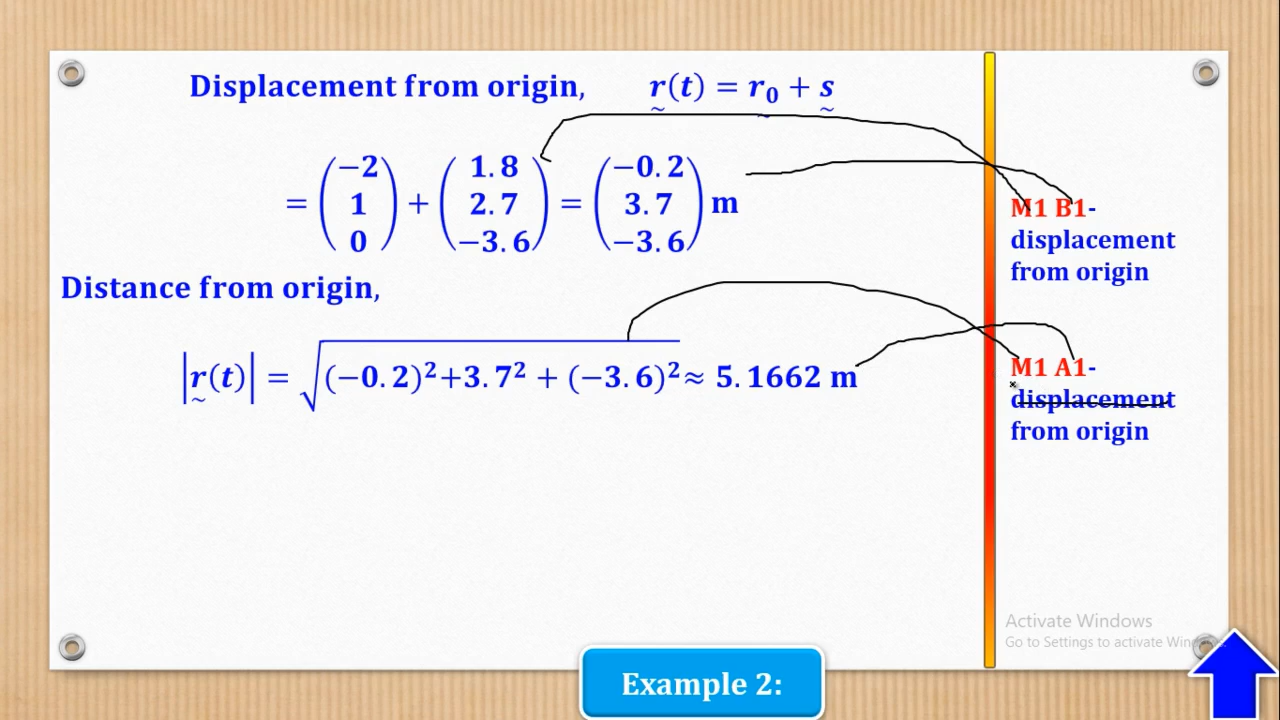 Displacement from origin, r(t) = r₀ + s
= (−2 1 0) + (1.8 2.7 −3.6) = (−0.2 3.7 −3.6) m
M1 B1-
displacement
from origin
Distance from origin,
|r(t)| = √(−0.2)²+3.7² + (−3.6)² ≈ 5.1662 m
M1 A1-
displacement
from origin
Activate Windows
Go to Settings to activate Windows.
Example 2: